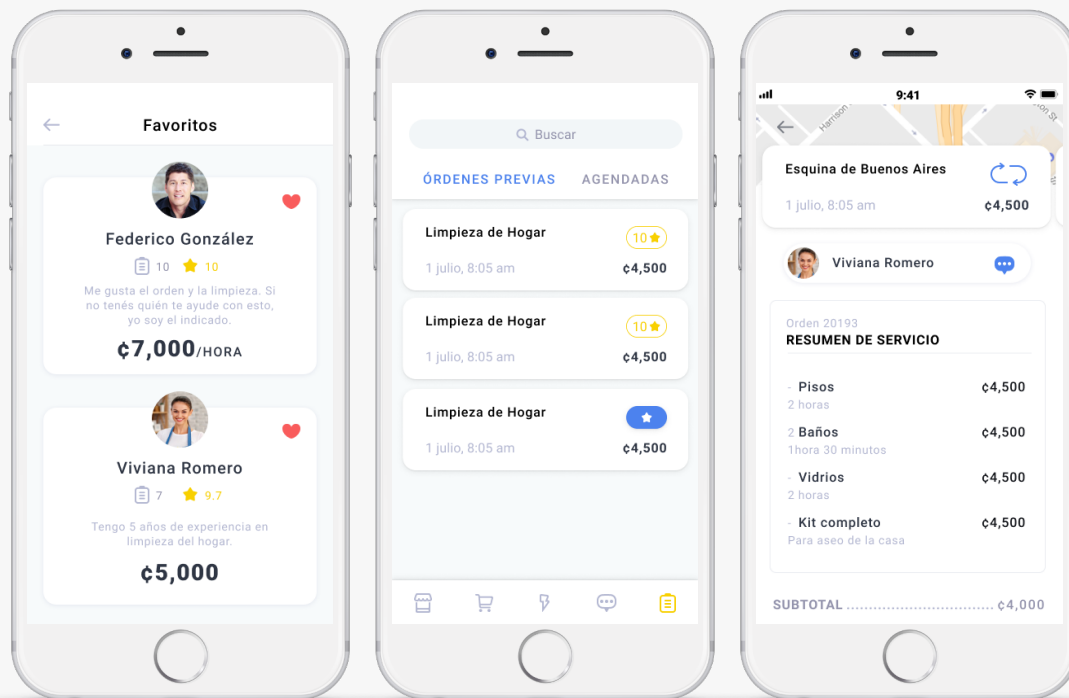 Favoritos
Federico González
10 10
Me gusta el orden y la limpieza. Si
no tenés quién te ayude con esto,
yo soy el indicado.
¢7,000/HORA
Viviana Romero
7 9.7
Tengo 5 años de experiencia en
limpieza del hogar.
¢5,000
Buscar
ÓRDENES PREVIAS AGENDADAS
Limpieza de Hogar
10
1 julio, 8:05 am ¢4,500
Limpieza de Hogar
10
1 julio, 8:05 am ¢4,500
Limpieza de Hogar
1 julio, 8:05 am ¢4,500
9:41
Harrison
on St
Esquina de Buenos Aires
1 julio, 8:05 am ¢4,500
Viviana Romero
Orden 20193
RESUMEN DE SERVICIO
- Pisos ¢4,500
2 horas
2 Baños ¢4,500
1hora 30 minutos
- Vidrios ¢4,500
2 horas
- Kit completo ¢4,500
Para aseo de la casa
SUBTOTAL ................................ ¢4,000